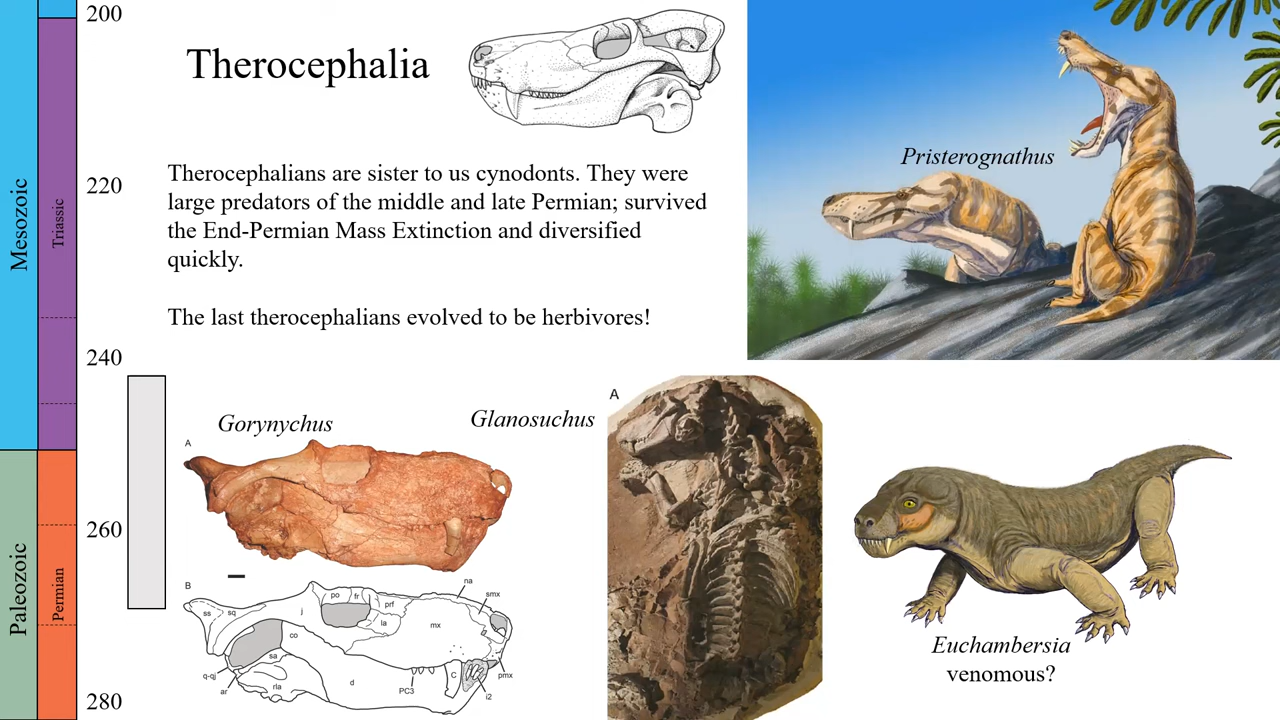 200
220
240
260
280
Mesozoic
Triassic
Paleozoic
Permian
Therocephalia
Therocephalians are sister to us cynodonts. They were
large predators of the middle and late Permian; survived
the End-Permian Mass Extinction and diversified
quickly.
The last therocephalians evolved to be herbivores!
Pristerognathus
Gorynychus
A
B
ss
sq
j
po
fr
prf
la
na
smx
mx
co
sa
q-qj
ar
rla
d
PC3
C
i2
pmx
Glanosuchus
A
Euchambersia
venomous?